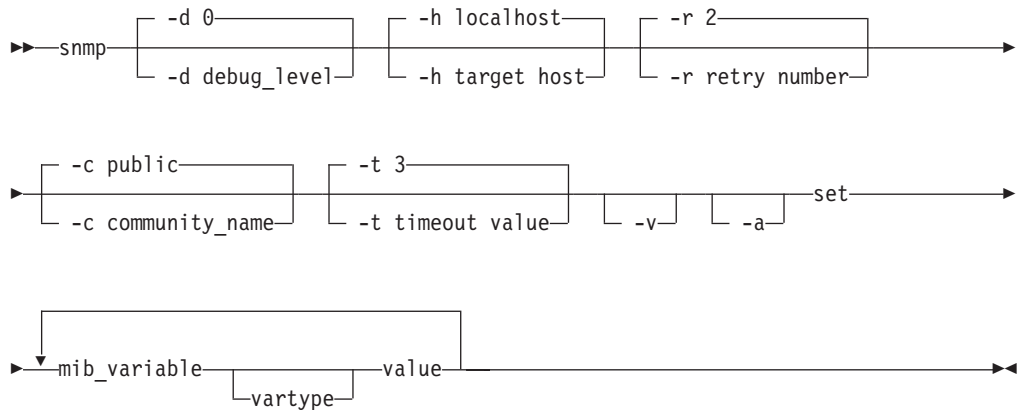 -d 0 -h localhost -r 2
snmp
-d debug_level -h target host -r retry number
-c public -t 3
set
-c community_name -t timeout value -v -a
mib_variable value
vartype